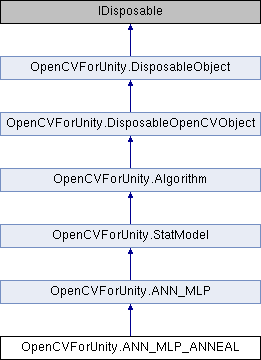 IDisposable
OpenCVForUnity.DisposableObject
OpenCVForUnity.DisposableOpenCVObject
OpenCVForUnity.Algorithm
OpenCVForUnity.StatModel
OpenCVForUnity.ANN_MLP
OpenCVForUnity.ANN_MLP_ANNEAL